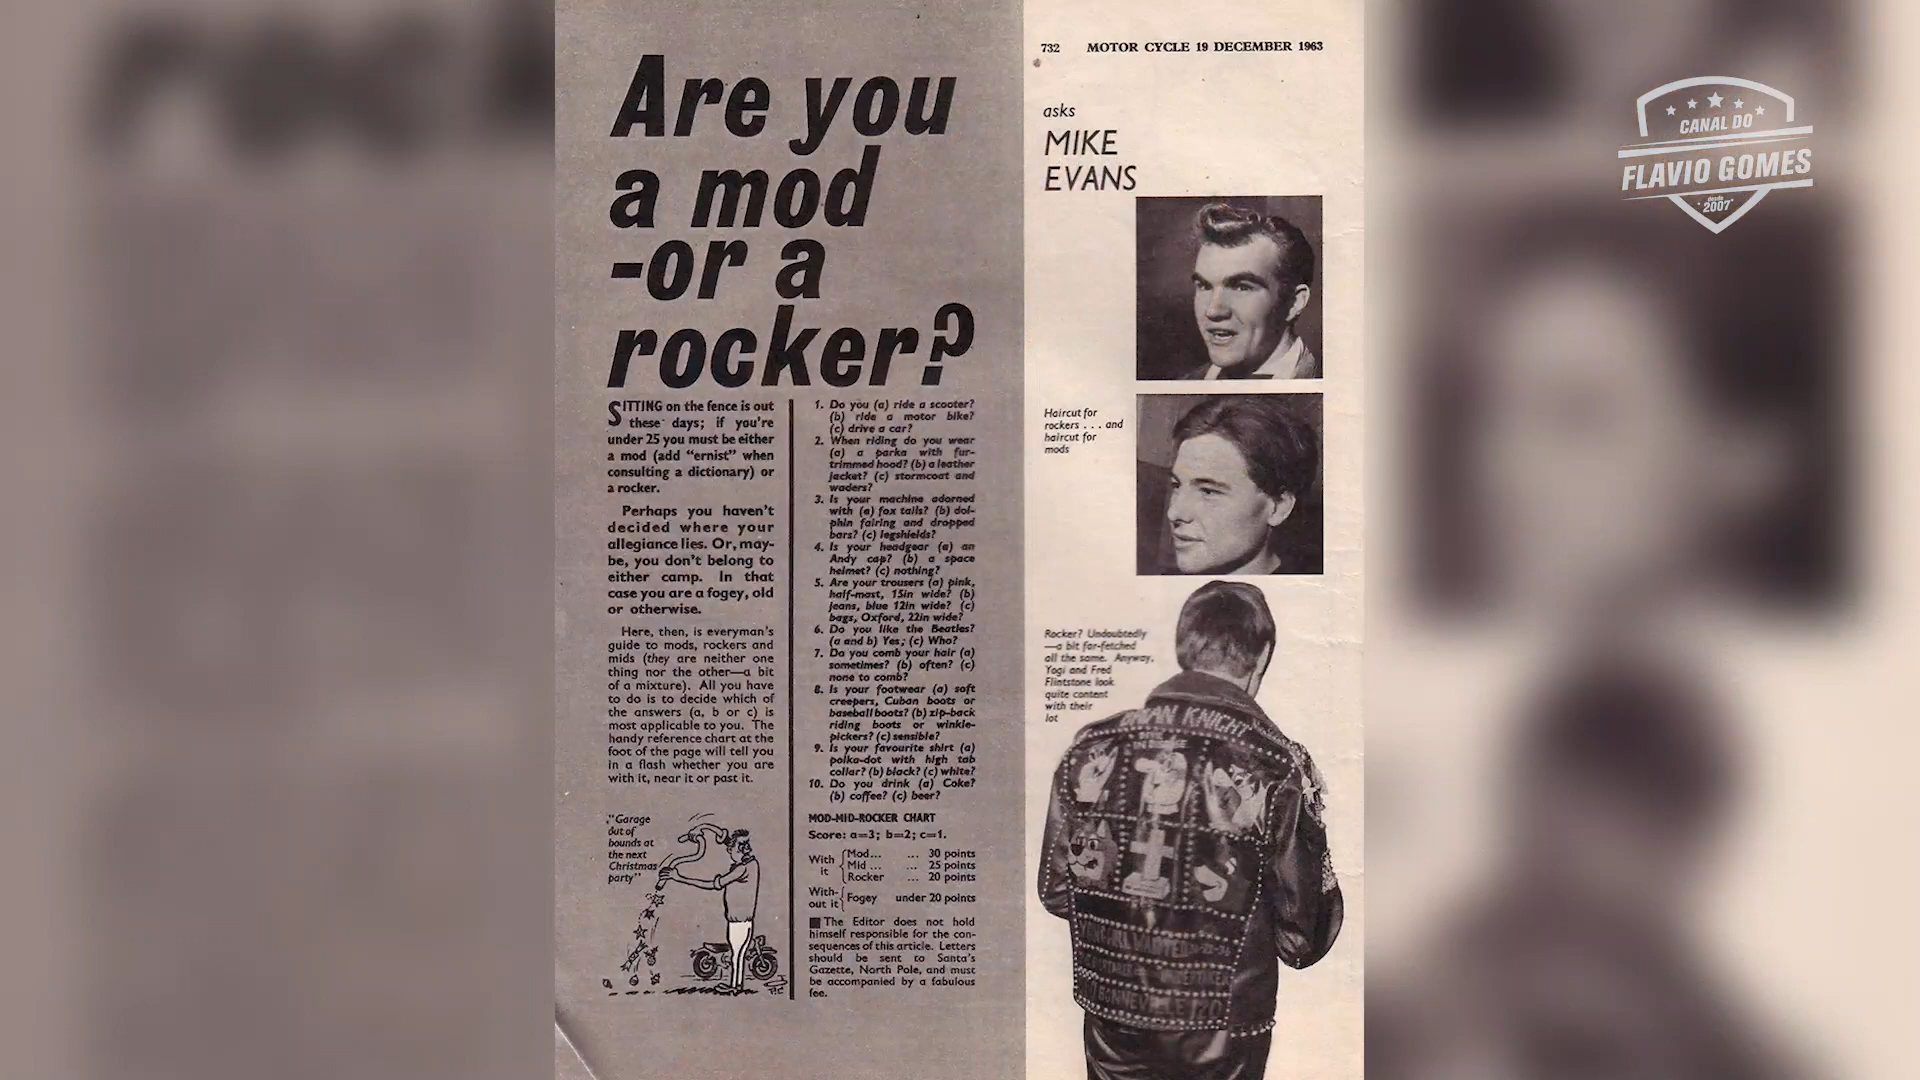 Are you
a mod
-or a
rocker?
SITTING on the fence is out
these days; if you're
under 25 you must be either
a mod (add "ernist" when
consulting a dictionary) or
a rocker.
Perhaps you haven't
decided where your
allegiance lies. Or, may-
be, you don't belong to
either camp. In that
case you are a fogey, old
or otherwise.
Here, then, is everyman's
guide to mods, rockers and
mids (they are neither one
thing nor the other—a bit
of a mixture). All you have
to do is to decide which of
the answers (a, b or c) is
most applicable to you. The
handy reference chart at the
foot of the page will tell you
in a flash whether you are
with it, near it or past it.
"Garage
out of
bounds at
the next
Christmas
party"
1. Do you (a) ride a scooter?
(b) ride a motor bike?
(c) drive a car?
2. When riding do you wear
(a) a parka with fur-
trimmed hood? (b) a leather
jacket? (c) stormcoat and
waders?
3. Is your machine adorned
with (a) fox tails? (b) dol-
phin fairing and dropped
bars? (c) legshields?
4. Is your headgear (a) an
Andy cap? (b) a space
helmet? (c) nothing?
5. Are your trousers (a) pink,
half-mast, 15in wide? (b)
jeans, blue 12in wide? (c)
bags, Oxford, 22in wide?
6. Do you like the Beatles?
(a and b) Yes; (c) Who?
7. Do you comb your hair (a)
sometimes? (b) often? (c)
none to comb?
8. Is your footwear (a) soft
creepers, Cuban boots or
baseball boots? (b) zip-back
riding boots or winkle-
pickers? (c) sensible?
9. Is your favourite shirt (a)
polka-dot with high tab
collar? (b) black? (c) white?
10. Do you drink (a) Coke?
(b) coffee? (c) beer?
MOD-MID-ROCKER CHART
Score: a=3; b=2; c=1.
With it
Mod... ... 30 points
Mid ... ... 25 points
Rocker ... 20 points
With-out it
Fogey under 20 points
The Editor does not hold
himself responsible for the con-
sequences of this article. Letters
should be sent to Santa's
Gazette, North Pole, and must
be accompanied by a fabulous
fee.
732 MOTOR CYCLE 19 DECEMBER 1963
asks
MIKE
EVANS
Haircut for
rockers . . . and
haircut for
mods
Rocker? Undoubtedly
—a bit far-fetched
all the same. Anyway,
Yogi and Fred
Flintstone look
quite content
with their
lot
KNIGHT
BONNEVILLE
CANAL DO
FLAVIO GOMES
desde
2007